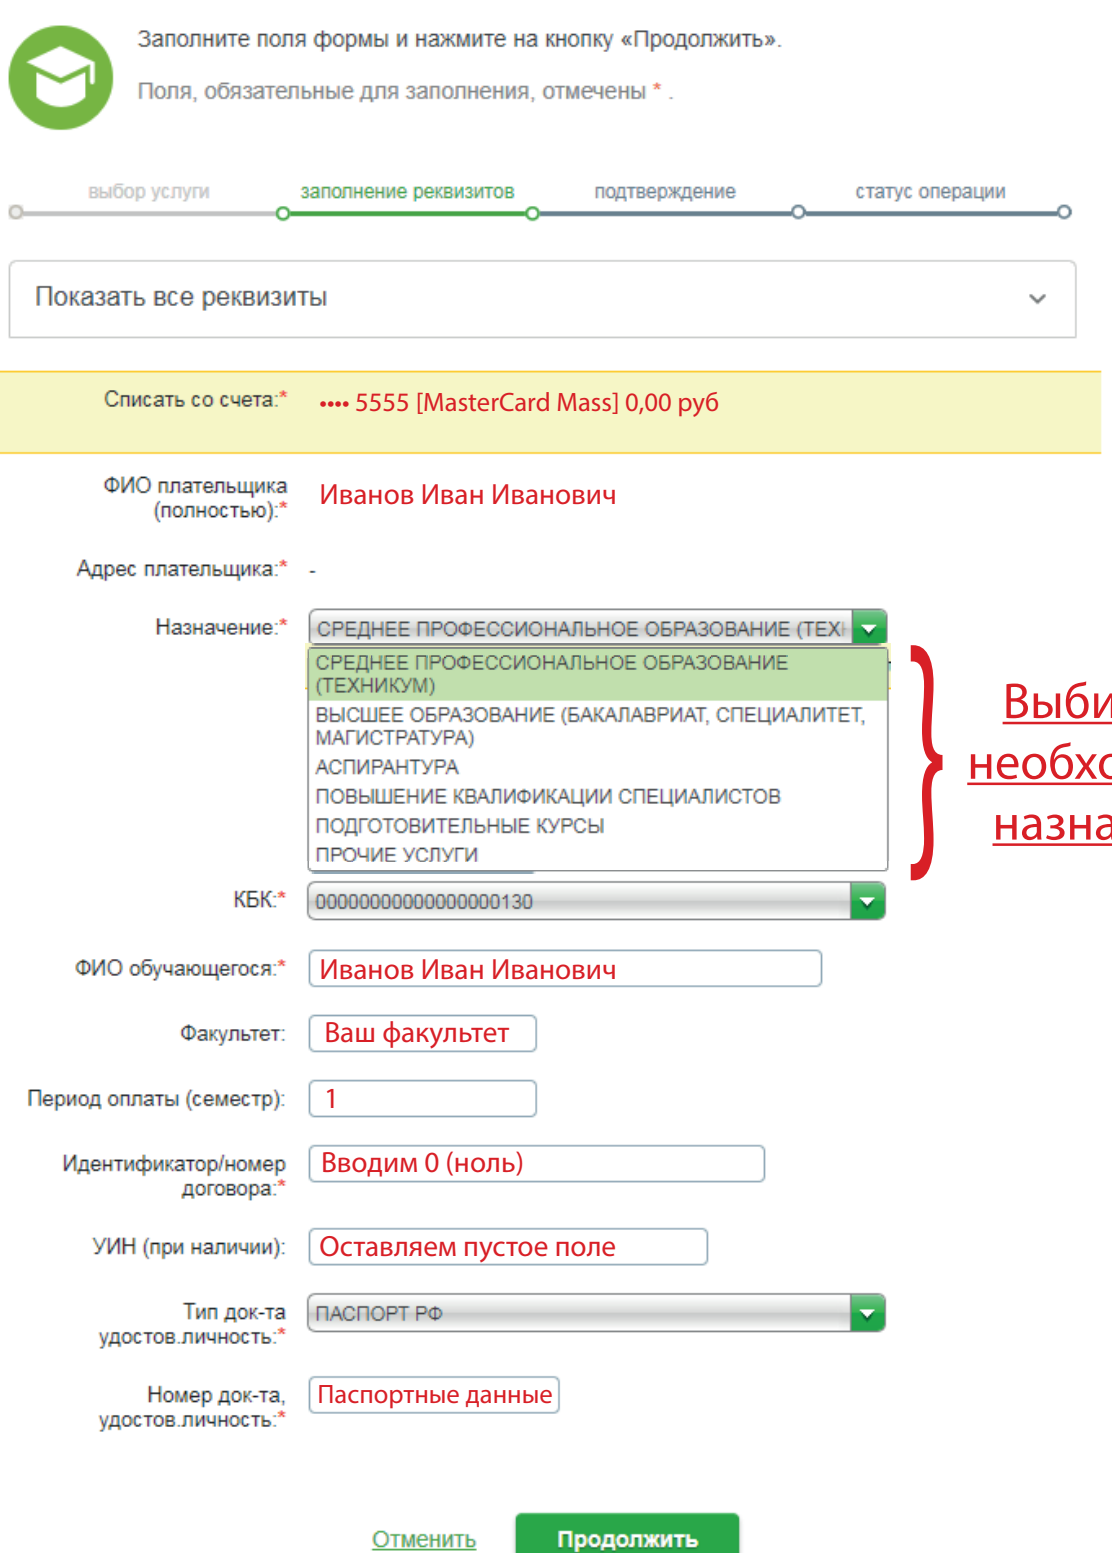 Заполните поля формы и нажмите на кнопку «Продолжить».
Поля, обязательные для заполнения, отмечены * .
выбор услуги заполнение реквизитов подтверждение статус операции
Показать все реквизиты
Списать со счета:* •••• 5555 [MasterCard Mass] 0,00 руб
ФИО плательщика
(полностью):* Иванов Иван Иванович
Адрес плательщика:* -
Назначение:* СРЕДНЕЕ ПРОФЕССИОНАЛЬНОЕ ОБРАЗОВАНИЕ (ТЕХ
СРЕДНЕЕ ПРОФЕССИОНАЛЬНОЕ ОБРАЗОВАНИЕ
(ТЕХНИКУМ)
ВЫСШЕЕ ОБРАЗОВАНИЕ (БАКАЛАВРИАТ, СПЕЦИАЛИТЕТ,
МАГИСТРАТУРА)
АСПИРАНТУРА
ПОВЫШЕНИЕ КВАЛИФИКАЦИИ СПЕЦИАЛИСТОВ
ПОДГОТОВИТЕЛЬНЫЕ КУРСЫ
ПРОЧИЕ УСЛУГИ
Выби
необхо
назна
КБК:* 00000000000000000130
ФИО обучающегося:* Иванов Иван Иванович
Факультет: Ваш факультет
Период оплаты (семестр): 1
Идентификатор/номер
договора:* Вводим 0 (ноль)
УИН (при наличии): Оставляем пустое поле
Тип док-та
удостов.личность:* ПАСПОРТ РФ
Номер док-та,
удостов.личность:* Паспортные данные
Отменить Продолжить